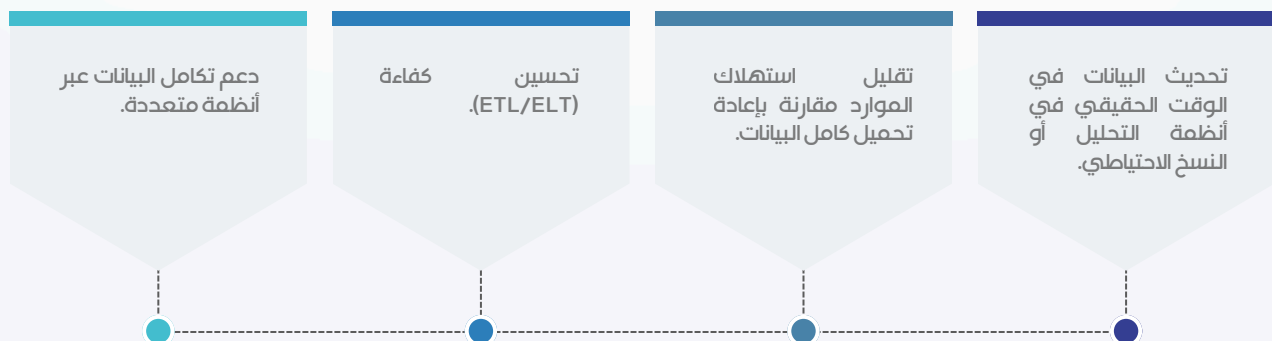 تحديث البيانات في
الوقت الحقيقي في
أنظمة التحليل أو
النسخ الاحتياطي.
تقليل استهلاك
الموارد مقارنة بإعادة
تحميل كامل البيانات.
تحسين كفاءة
(ETL/ELT).
دعم تكامل البيانات عبر
أنظمة متعددة.